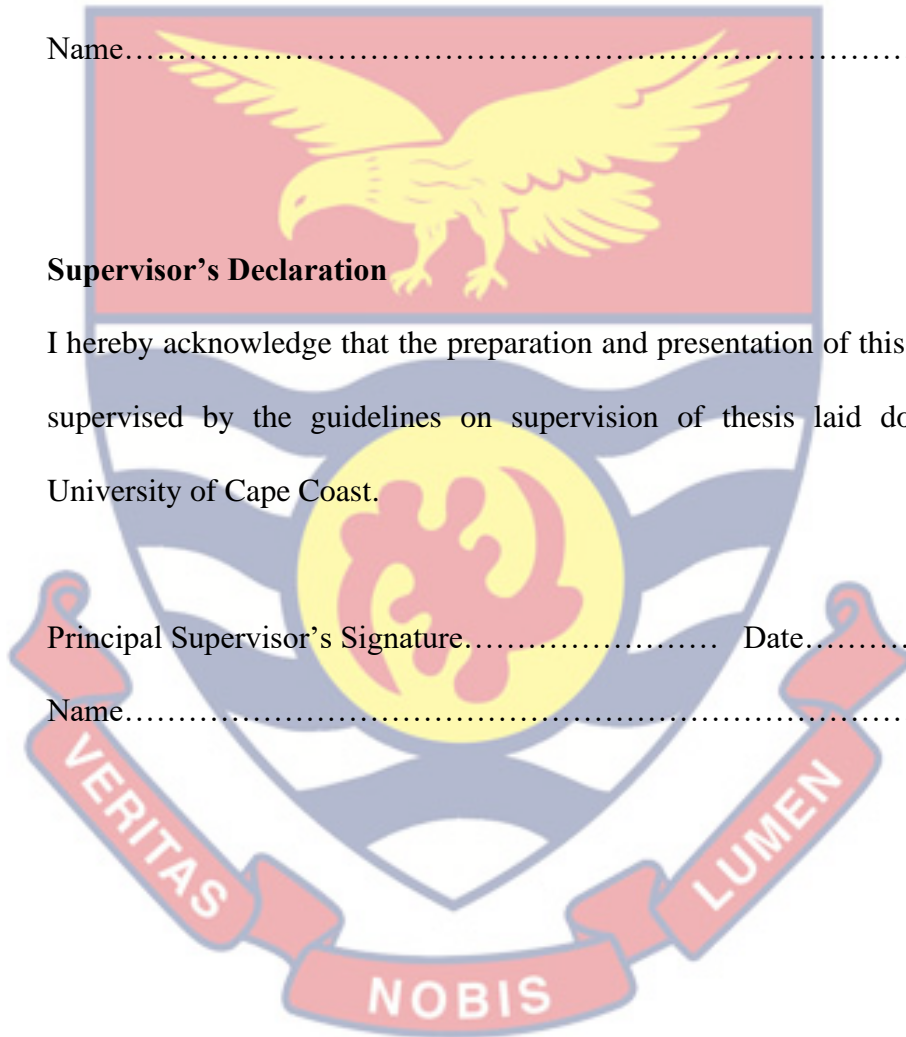 Name……………………………………………………………………
Supervisor’s Declaration
I hereby acknowledge that the preparation and presentation of this
supervised by the guidelines on supervision of thesis laid do
University of Cape Coast.
Principal Supervisor’s Signature…………………… Date…………
Name……………………………………………………………………
VERITAS
NOBIS
LUMEN